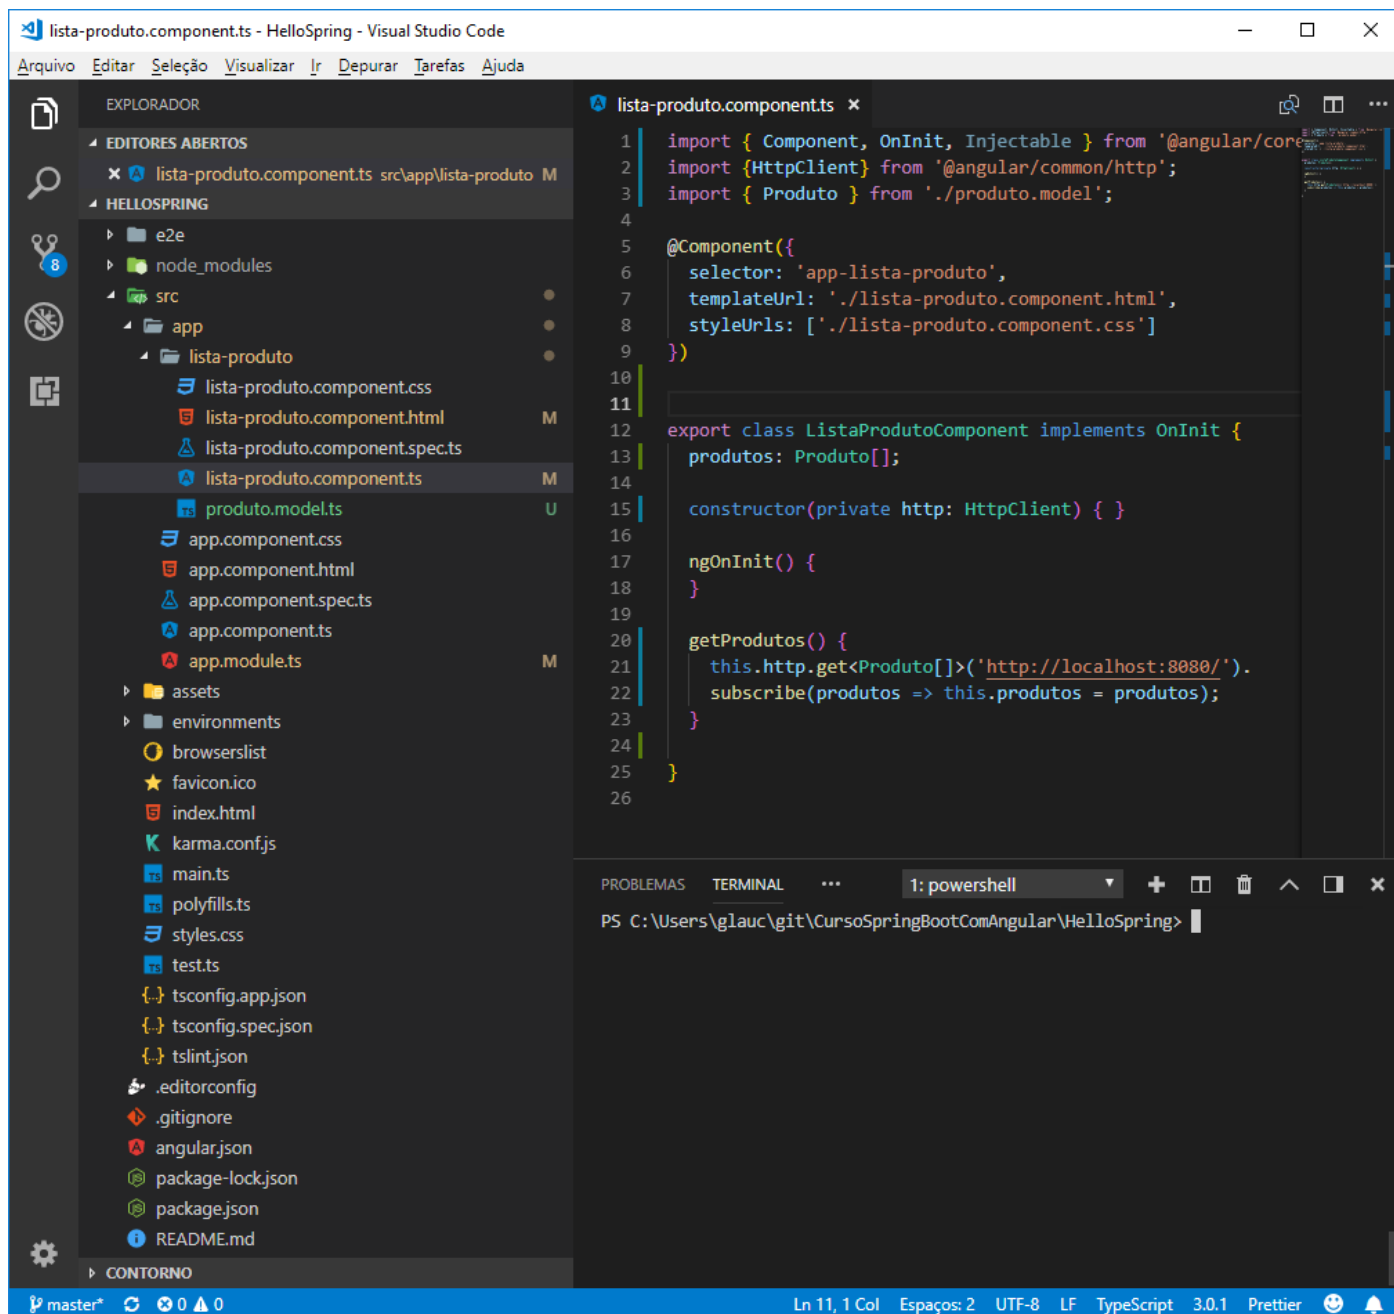 lista-produto.component.ts - HelloSpring - Visual Studio Code
Arquivo Editar Seleção Visualizar Ir Depurar Tarefas Ajuda
EXPLORADOR
EDITORES ABERTOS
lista-produto.component.ts src\app\lista-produto M
HELLOSPRING
e2e
node_modules
src
app
lista-produto
lista-produto.component.css
lista-produto.component.html M
lista-produto.component.spec.ts
lista-produto.component.ts M
TS produto.model.ts U
app.component.css
app.component.html
app.component.spec.ts
app.component.ts
app.module.ts M
assets
environments
browserslist
favicon.ico
index.html
K karma.conf.js
TS main.ts
TS polyfills.ts
styles.css
TS test.ts
{..} tsconfig.app.json
{..} tsconfig.spec.json
{..} tslint.json
.editorconfig
.gitignore
angular.json
package-lock.json
package.json
README.md
CONTORNO
8
lista-produto.component.ts
1 import { Component, OnInit, Injectable } from '@angular/core
2 import {HttpClient} from '@angular/common/http';
3 import { Produto } from './produto.model';
4
5 @Component({
6 selector: 'app-lista-produto',
7 templateUrl: './lista-produto.component.html',
8 styleUrls: ['./lista-produto.component.css']
9 })
10
11
12 export class ListaProdutoComponent implements OnInit {
13 produtos: Produto[];
14
15 constructor(private http: HttpClient) { }
16
17 ngOnInit() {
18 }
19
20 getProdutos() {
21 this.http.get<Produto[]>('http://localhost:8080/').
22 subscribe(produtos => this.produtos = produtos);
23 }
24
25 }
26
PROBLEMAS TERMINAL ••• 1: powershell
PS C:\Users\glauc\git\CursoSpringBootComAngular\HelloSpring>
master* 0 0 Ln 11, 1 Col Espaços: 2 UTF-8 LF TypeScript 3.0.1 Prettier